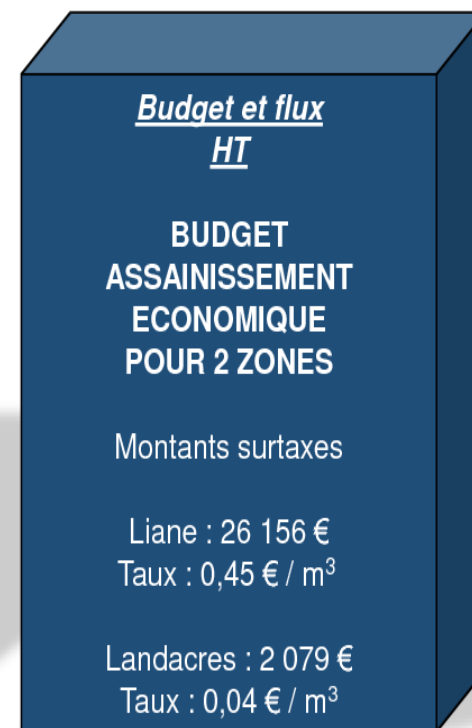 Budget et flux
HT
BUDGET
ASSAINISSEMENT
ECONOMIQUE
POUR 2 ZONES
Montants surtaxes
Liane : 26 156 €
Taux : 0,45 € / m³
Landacres : 2 079 €
Taux : 0,04 € / m³